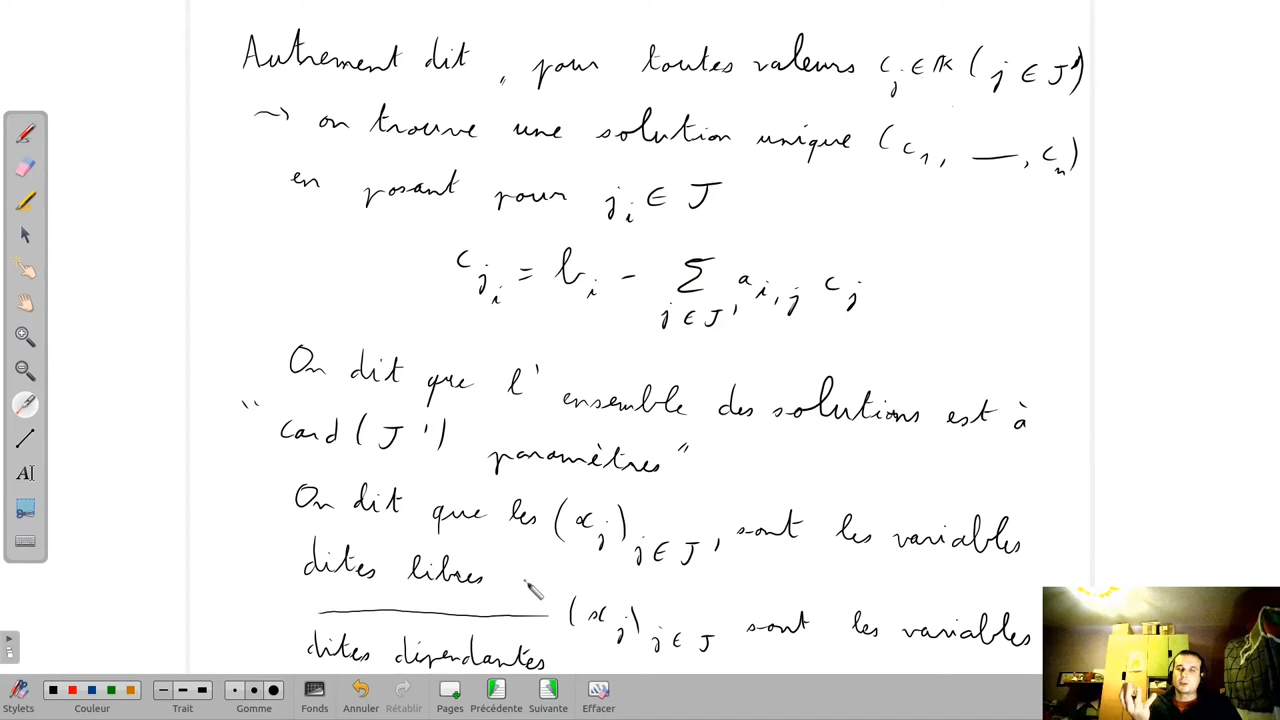 Autrement dit, pour toutes valeurs c_j ∈ K (j ∈ J')
~> on trouve une solution unique (c_1, —, c_n)
en posant pour j_i ∈ J
c_{j_i} = b_i - Σ_{j ∈ J'} a_{i,j} c_j
On dit que l'ensemble des solutions est à
"card(J') paramètres"
On dit que les (x_j)_{j ∈ J'} sont les variables
dites libres
(x_j)_{j ∈ J} sont les variables
dites dépendantes
Stylets
Couleur
Trait
Gomme
Fonds
Annuler
Rétablir
Pages
Précédente
Suivante
Effacer